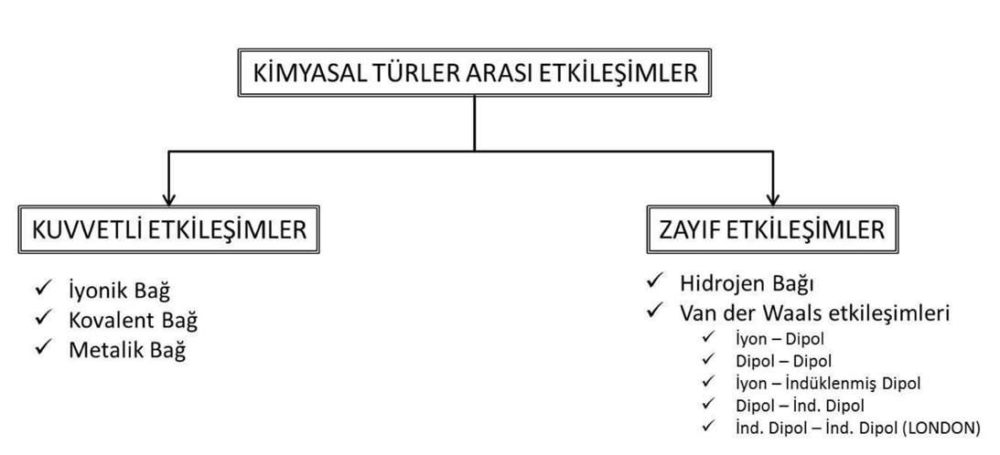 KİMYASAL TÜRLER ARASI ETKİLEŞİMLER
KUVVETLİ ETKİLEŞİMLER
İyonik Bağ
Kovalent Bağ
Metalik Bağ
ZAYIF ETKİLEŞİMLER
Hidrojen Bağı
Van der Waals etkileşimleri
İyon – Dipol
Dipol – Dipol
İyon – İndüklenmiş Dipol
Dipol – İnd. Dipol
İnd. Dipol – İnd. Dipol (LONDON)